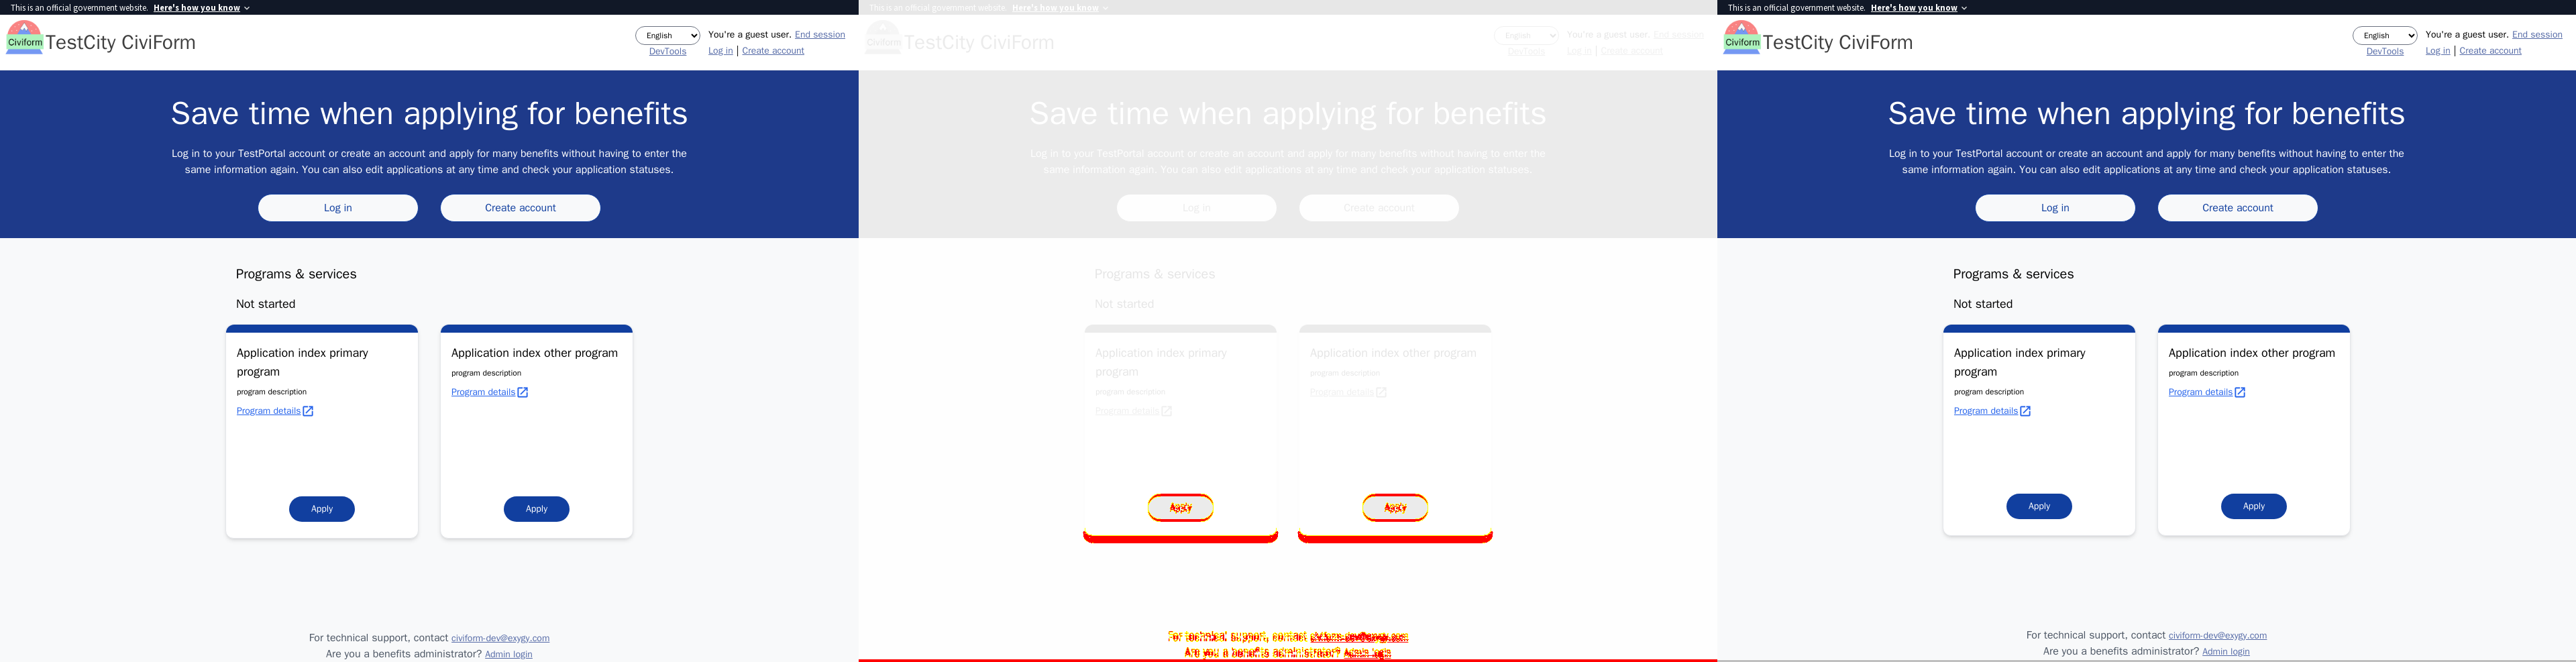 This is an official government website. Here's how you know
Civiform TestCity CiviForm
English
You're a guest user. End session
DevTools
Log in | Create account
Save time when applying for benefits
Log in to your TestPortal account or create an account and apply for many benefits without having to enter the
same information again. You can also edit applications at any time and check your application statuses.
Log in
Create account
Programs & services
Not started
Application index primary
program
program description
Program details
Apply
Application index other program
program description
Program details
Apply
For technical support, contact civiform-dev@exygy.com
Are you a benefits administrator? Admin login
This is an official government website. Here's how you know
Civiform TestCity CiviForm
English
You're a guest user. End session
DevTools
Log in | Create account
Save time when applying for benefits
Log in to your TestPortal account or create an account and apply for many benefits without having to enter the
same information again. You can also edit applications at any time and check your application statuses.
Log in
Create account
Programs & services
Not started
Application index primary
program
program description
Program details
Apply
Application index other program
program description
Program details
Apply
For technical support, contact civiform-dev@exygy.com
Are you a benefits administrator? Admin login
This is an official government website. Here's how you know
Civiform TestCity CiviForm
English
You're a guest user. End session
DevTools
Log in | Create account
Save time when applying for benefits
Log in to your TestPortal account or create an account and apply for many benefits without having to enter the
same information again. You can also edit applications at any time and check your application statuses.
Log in
Create account
Programs & services
Not started
Application index primary
program
program description
Program details
Apply
Application index other program
program description
Program details
Apply
For technical support, contact civiform-dev@exygy.com
Are you a benefits administrator? Admin login